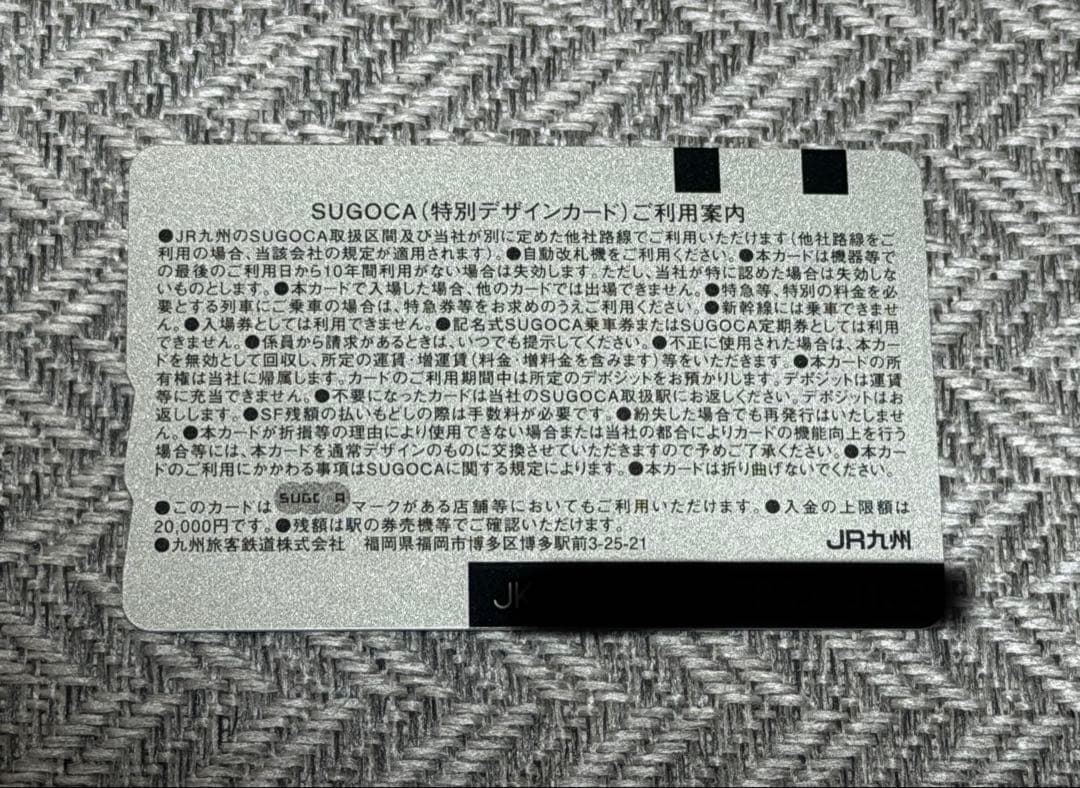 SUGOCA(特別デザインカード)ご利用案内
●JR九州のSUGOCA取扱区間及び当社が別に定めた他社路線でご利用いただけます(他社路線をご
利用の場合、当該会社の規定が適用されます)。●自動改札機をご利用ください。●本カードは機器等で
の最後のご利用日から10年間利用がない場合は失効します。ただし、当社が特に認めた場合は失効しな
いものとします。●本カードで入場した場合、他のカードでは出場できません。●特急等、特別の料金を必
要とする列車にご乗車の場合は、特急券等をお求めのうえご利用ください。●新幹線には乗車できませ
ん。●入場券としては利用できません。●記名式SUGOCA乗車券またはSUGOCA定期券としては利用
できません。●係員から請求があるときは、いつでも提示してください。●不正に使用された場合は、本カー
ドを無効として回収し、所定の運賃・増運賃(料金・増料金を含みます)等をいただきます。●本カードの所
有権は当社に帰属します。カードのご利用期間中は所定のデポジットをお預かりします。デポジットは運賃
等に充当できません。●不要になったカードは当社のSUGOCA取扱駅にお返しください。デポジットはお
返しします。●SF残額の払いもどしの際は手数料が必要です。●紛失した場合でも再発行はいたしませ
ん。●本カードが折損等の理由により使用できない場合または当社の都合によりカードの機能向上を行う
場合等には、本カードを通常デザインのものに交換させていただきますので予めご了承ください。●本カー
ドのご利用にかかわる事項はSUGOCAに関する規定によります。●本カードは折り曲げないでください。
●このカードは SUGOCA マークがある店舗等においてもご利用いただけます。●入金の上限額は
20,000円です。●残額は駅の券売機等でご確認いただけます。
●九州旅客鉄道株式会社 福岡県福岡市博多区博多駅前3-25-21
JR九州
JK